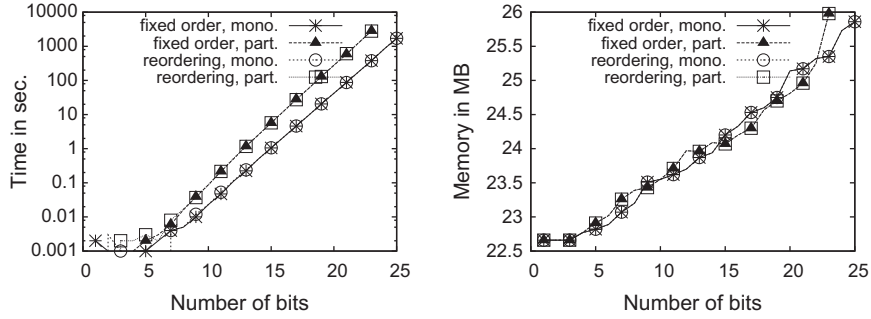 10000
1000
100
10
1
0.1
0.01
0.001
Time in sec.
fixed order, mono.
fixed order, part.
reordering, mono.
reordering, part.
0 5 10 15 20 25
Number of bits
26
25.5
25
24.5
24
23.5
23
22.5
Memory in MB
fixed order, mono.
fixed order, part.
reordering, mono.
reordering, part.
0 5 10 15 20 25
Number of bits